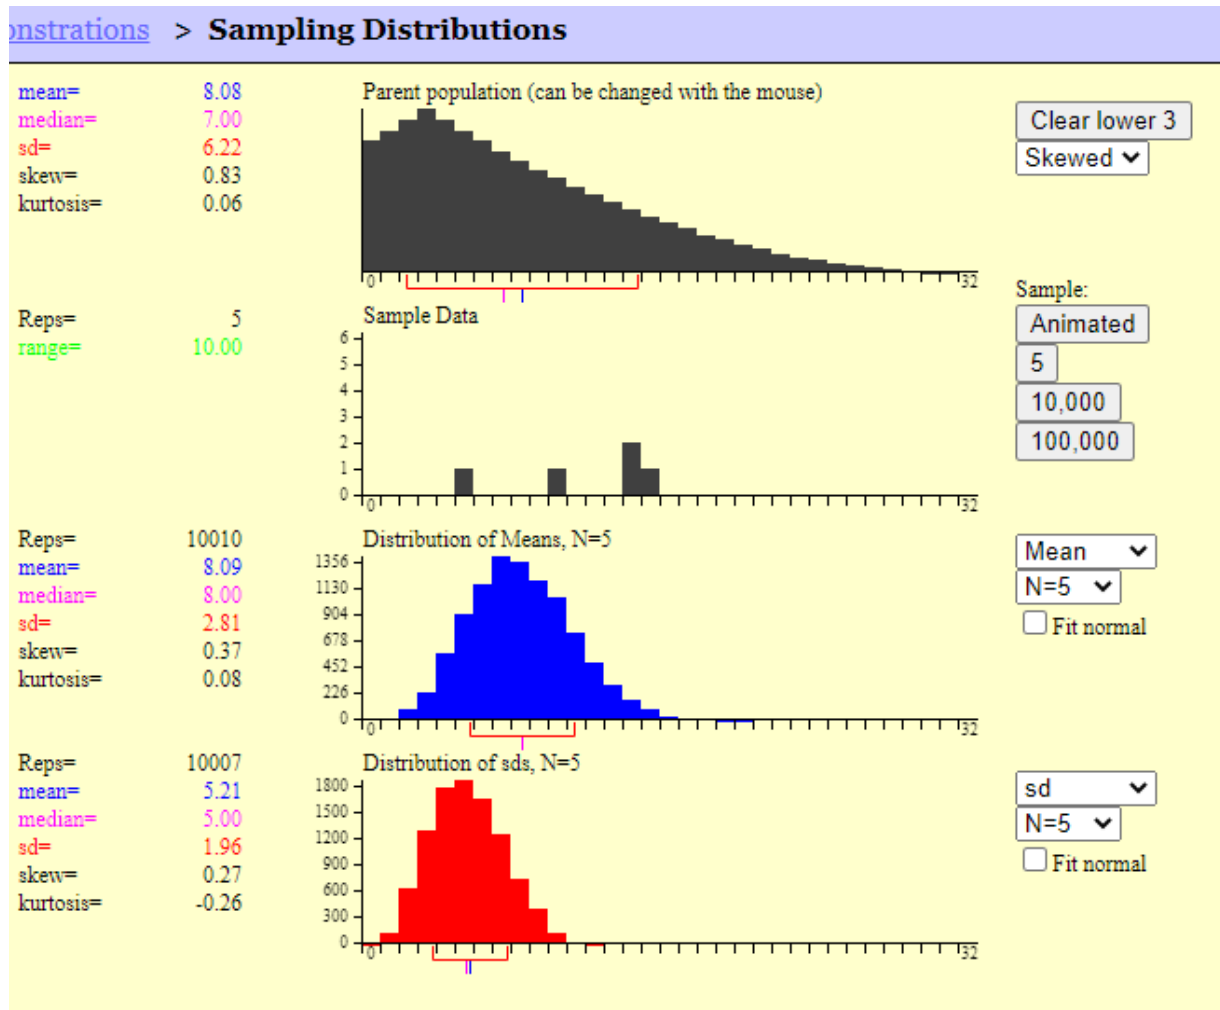 onstrations > Sampling Distributions
mean= 8.08
median= 7.00
sd= 6.22
skew= 0.83
kurtosis= 0.06
Parent population (can be changed with the mouse)
0 32
Clear lower 3
Skewed
Reps= 5
range= 10.00
Sample Data
6
5
4
3
2
1
0
0 32
Sample:
Animated
5
10,000
100,000
Reps= 10010
mean= 8.09
median= 8.00
sd= 2.81
skew= 0.37
kurtosis= 0.08
Distribution of Means, N=5
1356
1130
904
678
452
226
0
0 32
Mean
N=5
Fit normal
Reps= 10007
mean= 5.21
median= 5.00
sd= 1.96
skew= 0.27
kurtosis= -0.26
Distribution of sds, N=5
1800
1500
1200
900
600
300
0
0 32
sd
N=5
Fit normal